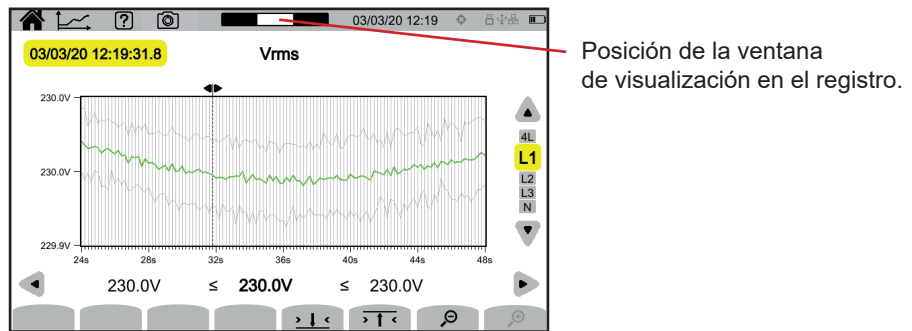 03/03/20 12:19
Posición de la ventana
de visualización en el registro.
03/03/20 12:19:31.8
Vrms
230.0V
230.0V
229.9V
24s 28s 32s 36s 40s 44s 48s
4L
L1
L2
L3
N
230.0V ≤ 230.0V ≤ 230.0V